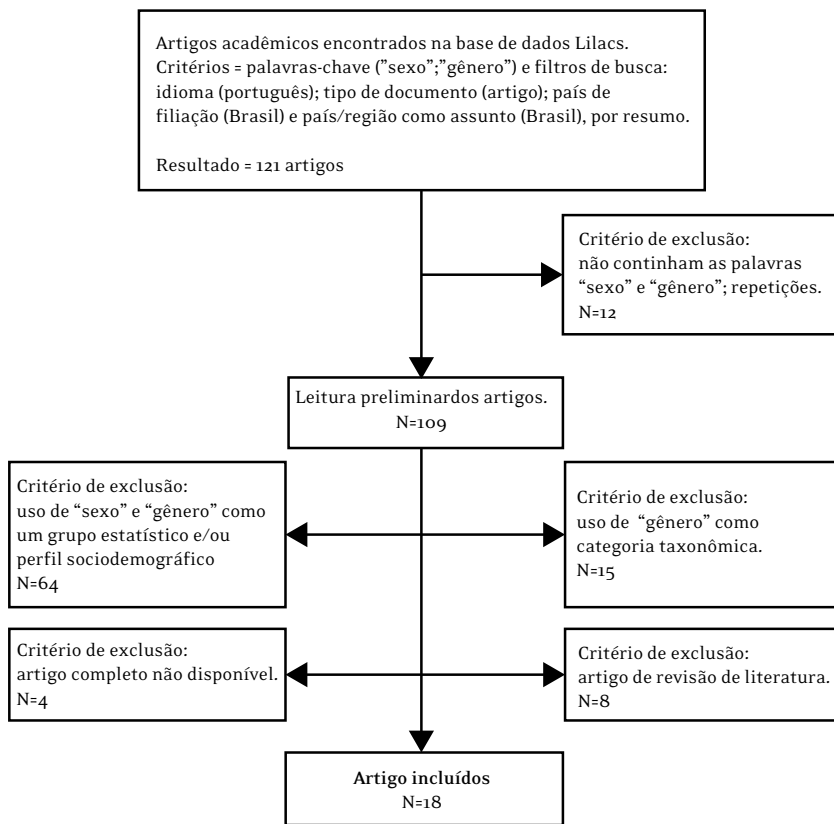 Artigos acadêmicos encontrados na base de dados Lilacs.
Critérios = palavras-chave (”sexo”;”gênero”) e filtros de busca:
idioma (português); tipo de documento (artigo); país de
filiação (Brasil) e país/região como assunto (Brasil), por resumo.
Resultado = 121 artigos
Critério de exclusão:
não continham as palavras
“sexo” e “gênero”; repetições.
N=12
Leitura preliminardos artigos.
N=109
Critério de exclusão:
uso de “sexo” e “gênero” como
um grupo estatístico e/ou
perfil sociodemográfico
N=64
Critério de exclusão:
uso de “gênero” como
categoria taxonômica.
N=15
Critério de exclusão:
artigo completo não disponível.
N=4
Critério de exclusão:
artigo de revisão de literatura.
N=8
Artigo incluídos
N=18